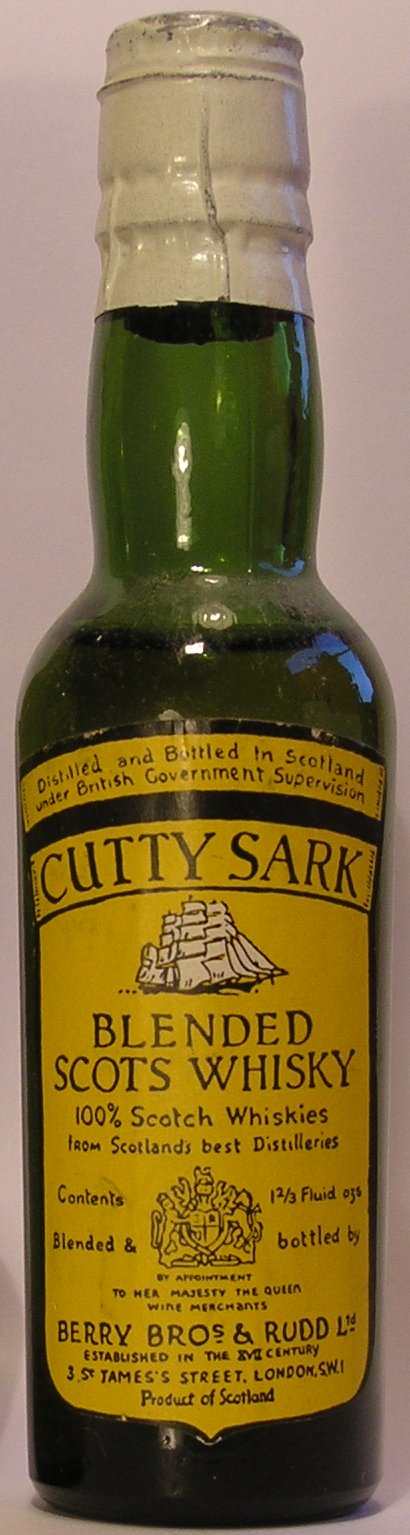 Distilled and Bottled In Scotland
under British Government Supervision
CUTTY SARK
BLENDED
SCOTS WHISKY
100% Scotch Whiskies
from Scotland's best Distilleries
Contents 1 2/3 Fluid ozs
Blended & bottled by
BY APPOINTMENT
TO HER MAJESTY THE QUEEN
WINE MERCHANTS
BERRY BROS & RUDD Ltd
ESTABLISHED IN THE XVII CENTURY
3, St JAMES'S STREET, LONDON, S.W.1
Product of Scotland